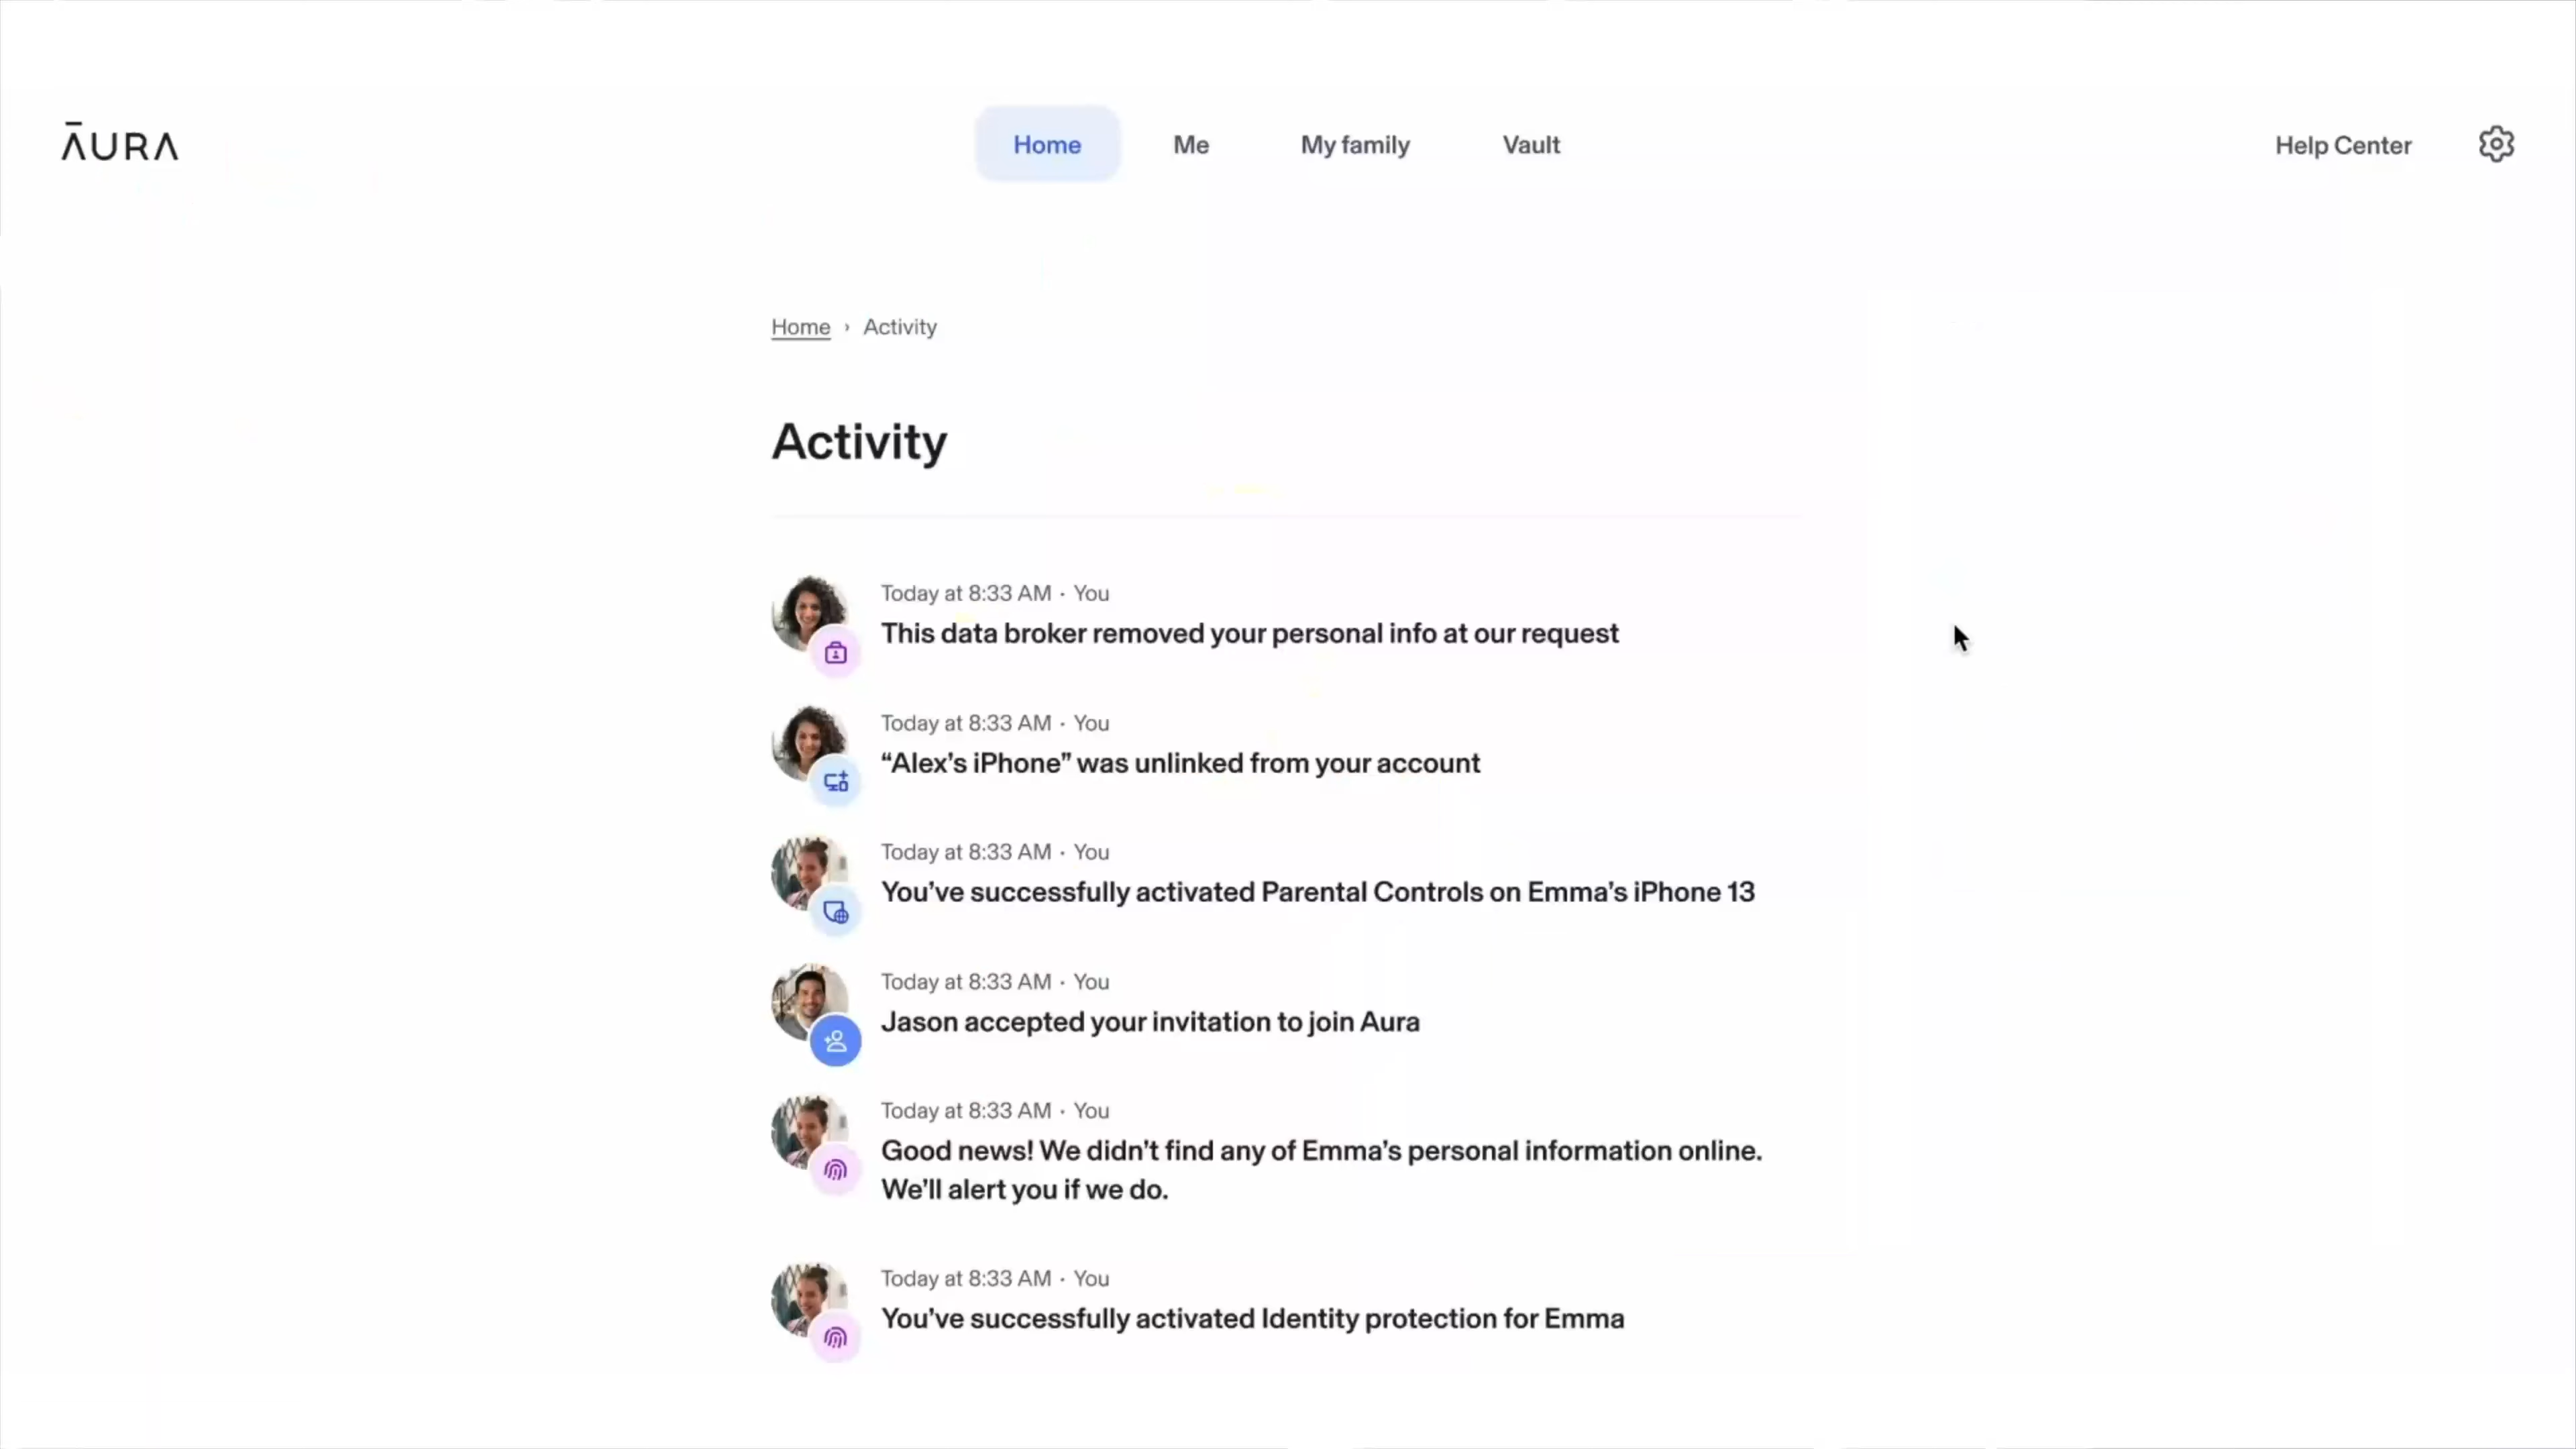 ĀURA
Home
Me
My family
Vault
Help Center
Home › Activity
Activity
Today at 8:33 AM · You
This data broker removed your personal info at our request
Today at 8:33 AM · You
“Alex’s iPhone” was unlinked from your account
Today at 8:33 AM · You
You’ve successfully activated Parental Controls on Emma’s iPhone 13
Today at 8:33 AM · You
Jason accepted your invitation to join Aura
Today at 8:33 AM · You
Good news! We didn’t find any of Emma’s personal information online.
We’ll alert you if we do.
Today at 8:33 AM · You
You’ve successfully activated Identity protection for Emma